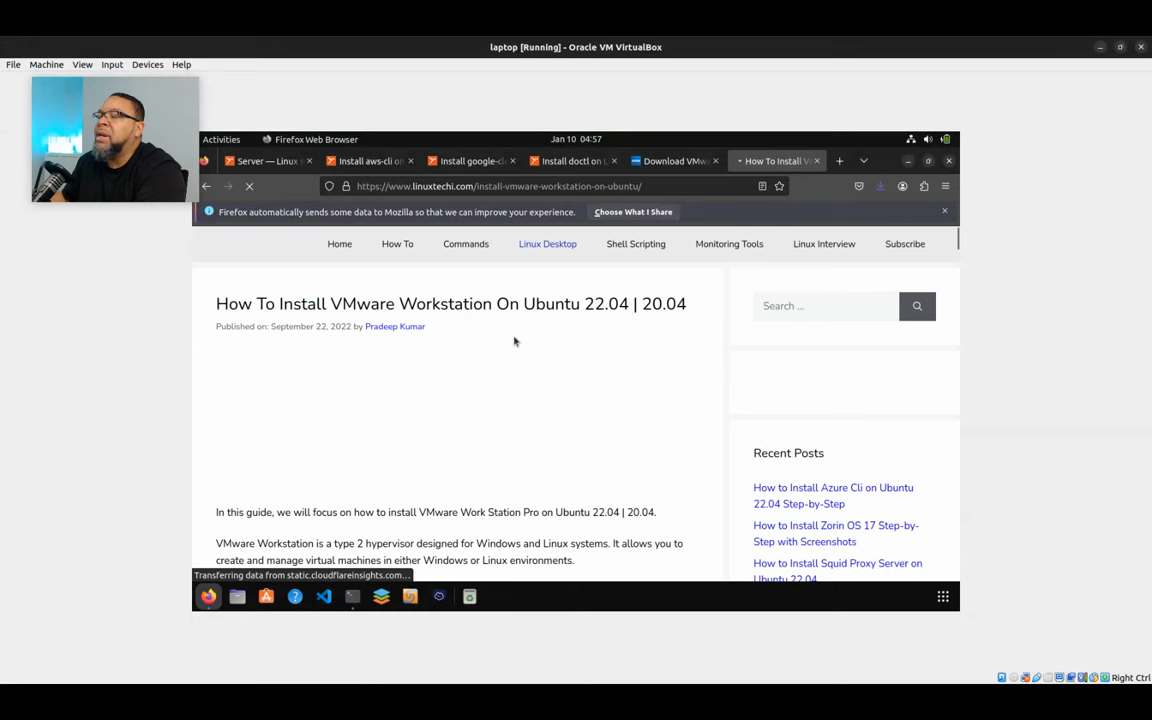 laptop [Running] - Oracle VM VirtualBox
File Machine View Input Devices Help
Activities Firefox Web Browser Jan 10 04:57
Server — Linux Install aws-cli on Install google-cl Install doctl on L Download VMw How To Install V
https://www.linuxtechi.com/install-vmware-workstation-on-ubuntu/
Firefox automatically sends some data to Mozilla so that we can improve your experience. Choose What I Share
Home How To Commands Linux Desktop Shell Scripting Monitoring Tools Linux Interview Subscribe
How To Install VMware Workstation On Ubuntu 22.04 | 20.04
Published on: September 22, 2022 by Pradeep Kumar
In this guide, we will focus on how to install VMware Work Station Pro on Ubuntu 22.04 | 20.04.
VMware Workstation is a type 2 hypervisor designed for Windows and Linux systems. It allows you to
create and manage virtual machines in either Windows or Linux environments.
Search ...
Recent Posts
How to Install Azure Cli on Ubuntu
22.04 Step-by-Step
How to Install Zorin OS 17 Step-by-
Step with Screenshots
How to Install Squid Proxy Server on
Ubuntu 22.04
Transferring data from static.cloudflareinsights.com...
Right Ctrl